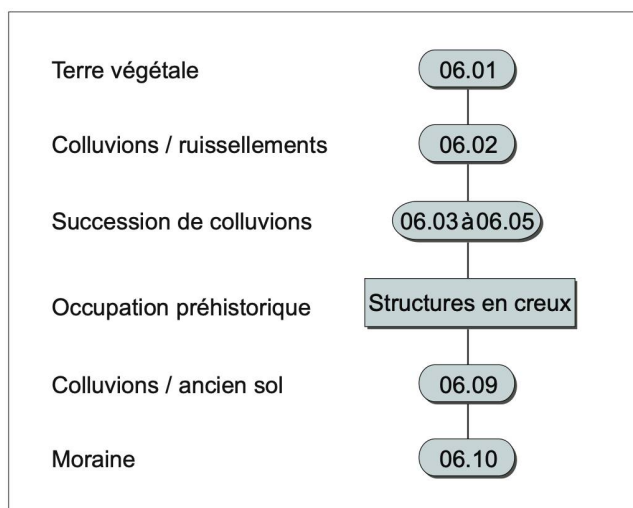 Terre végétale 06.01
Colluvions / ruissellements 06.02
Succession de colluvions 06.03 à 06.05
Occupation préhistorique Structures en creux
Colluvions / ancien sol 06.09
Moraine 06.10